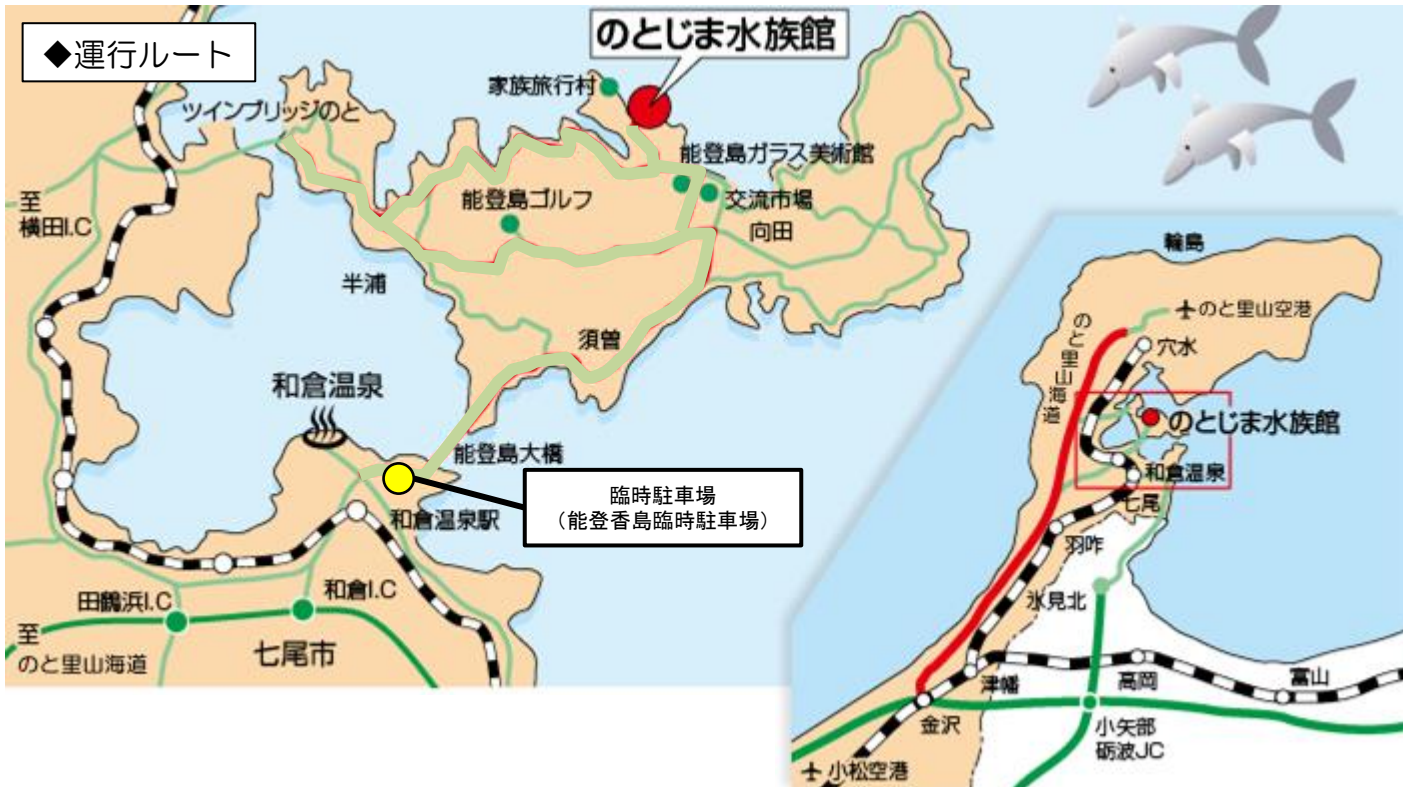 ◆運行ルート
のとじま水族館
家族旅行村
ツインブリッジのと
能登島ガラス美術館
至
横田I.C
能登島ゴルフ
交流市場
向田
半浦
須曽
和倉温泉
能登島大橋
臨時駐車場
（能登香島臨時駐車場）
和倉温泉駅
田鶴浜I.C
和倉I.C
至
のと里山海道
七尾市
輪島
のと里山空港
のと里山海道
穴水
のとじま水族館
和倉温泉
七尾
羽咋
氷見北
津幡
高岡
富山
金沢
小矢部
砺波JC
小松空港